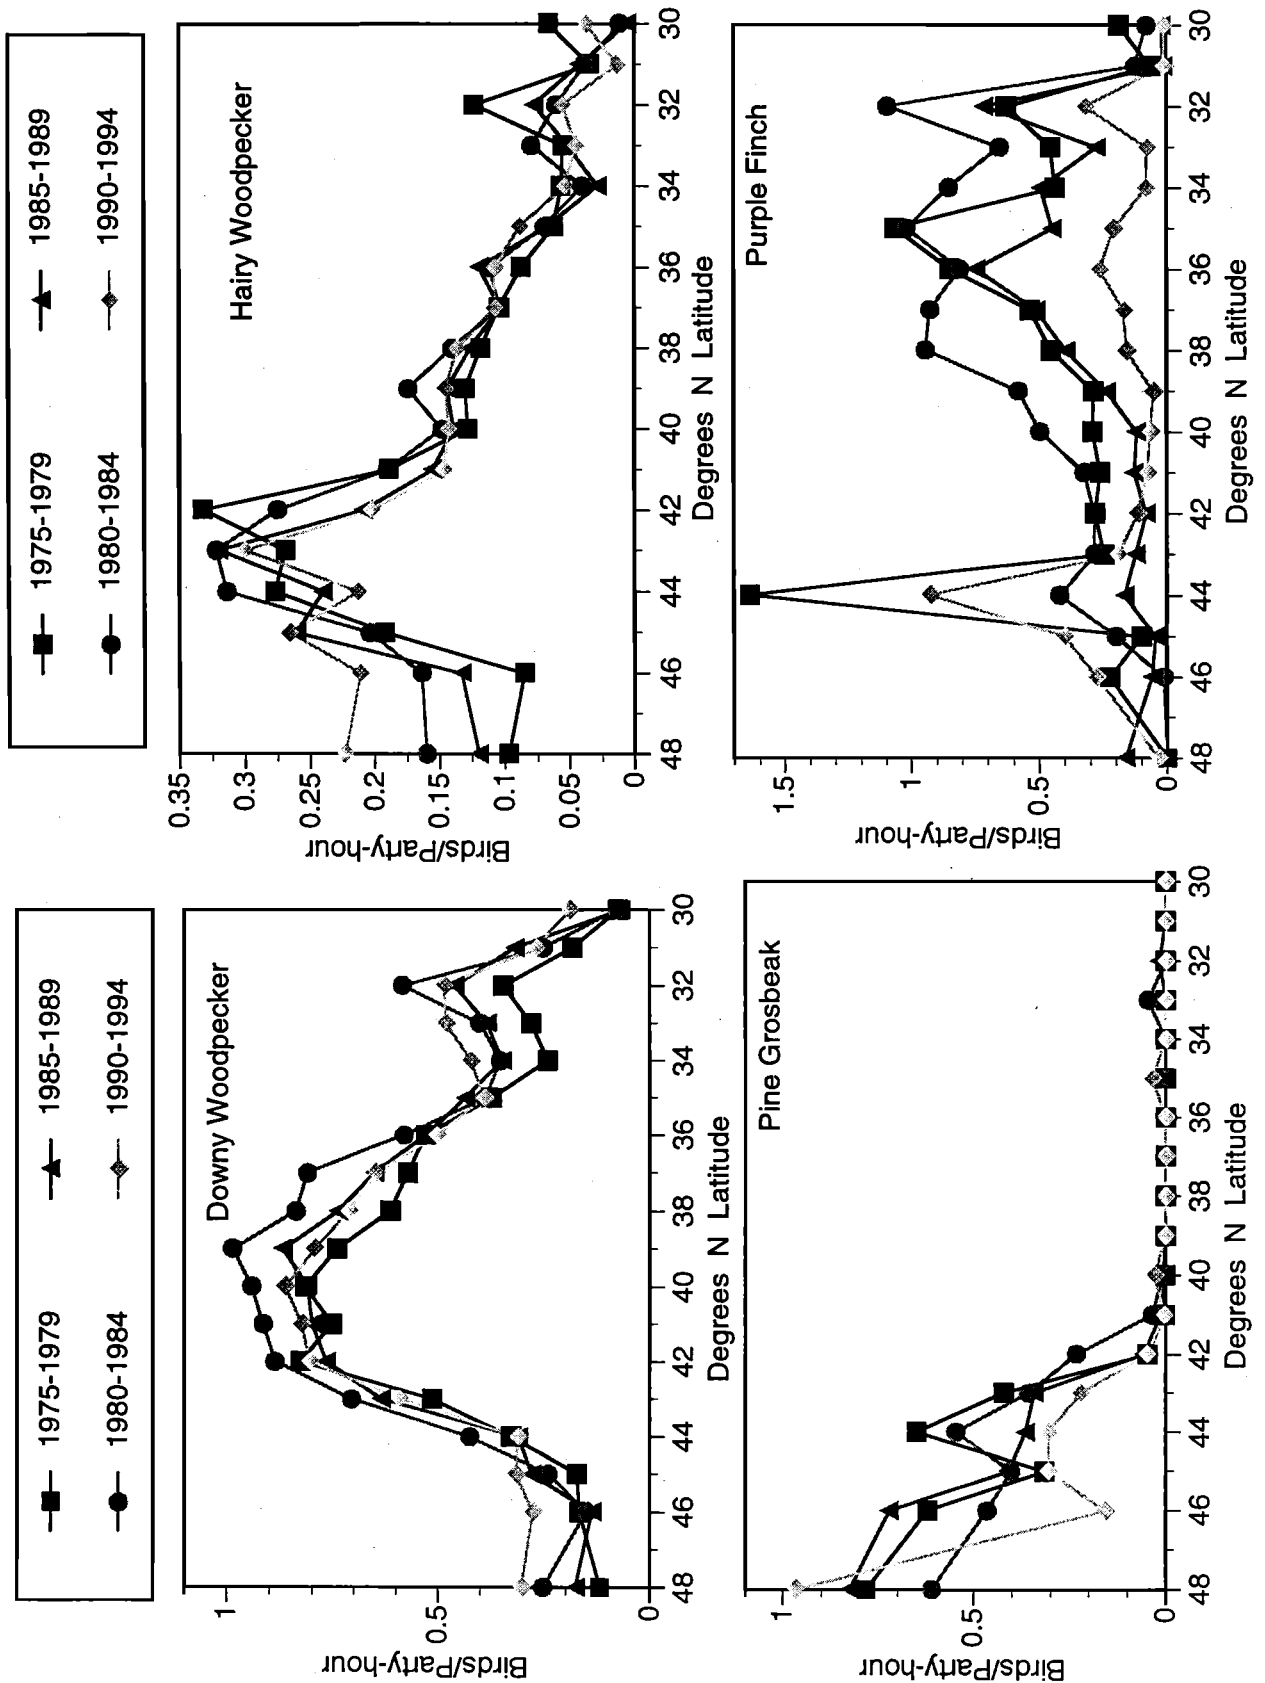 1975-1979
1985-1989
1980-1984
1990-1994
Downy Woodpecker
Birds/Party-hour
1
0.5
0
48 46 44 42 40 38 36 34 32 30
Degrees N Latitude
1975-1979
1985-1989
1980-1984
1990-1994
Hairy Woodpecker
Birds/Party-hour
0.35
0.3
0.25
0.2
0.15
0.1
0.05
0
48 46 44 42 40 38 36 34 32 30
Degrees N Latitude
Pine Grosbeak
Birds/Party-hour
1
0.5
0
48 46 44 42 40 38 36 34 32 30
Degrees N Latitude
Purple Finch
Birds/Party-hour
1.5
1
0.5
0
48 46 44 42 40 38 36 34 32 30
Degrees N Latitude